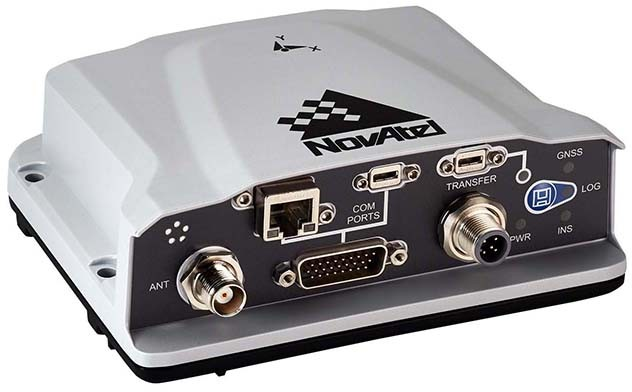 Y
X
NovAtel
GNSS
TRANSFER
LOG
COM
PORTS
PWR
INS
ANT